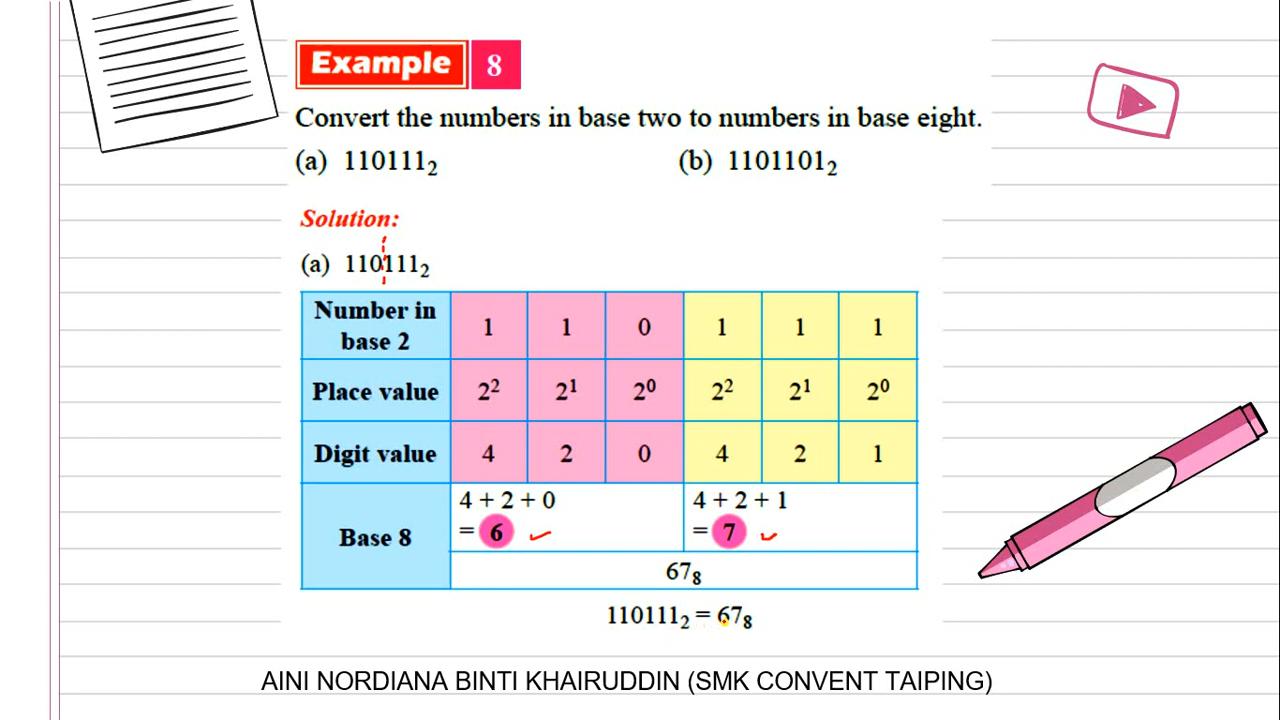 Example 8
Convert the numbers in base two to numbers in base eight.
(a) 110111₂ (b) 1101101₂
Solution:
(a) 110111₂
Number in base 2 1 1 0 1 1 1
Place value 2² 2¹ 2⁰ 2² 2¹ 2⁰
Digit value 4 2 0 4 2 1
Base 8 4 + 2 + 0 = 6 4 + 2 + 1 = 7
67₈
110111₂ = 67₈
AINI NORDIANA BINTI KHAIRUDDIN (SMK CONVENT TAIPING)